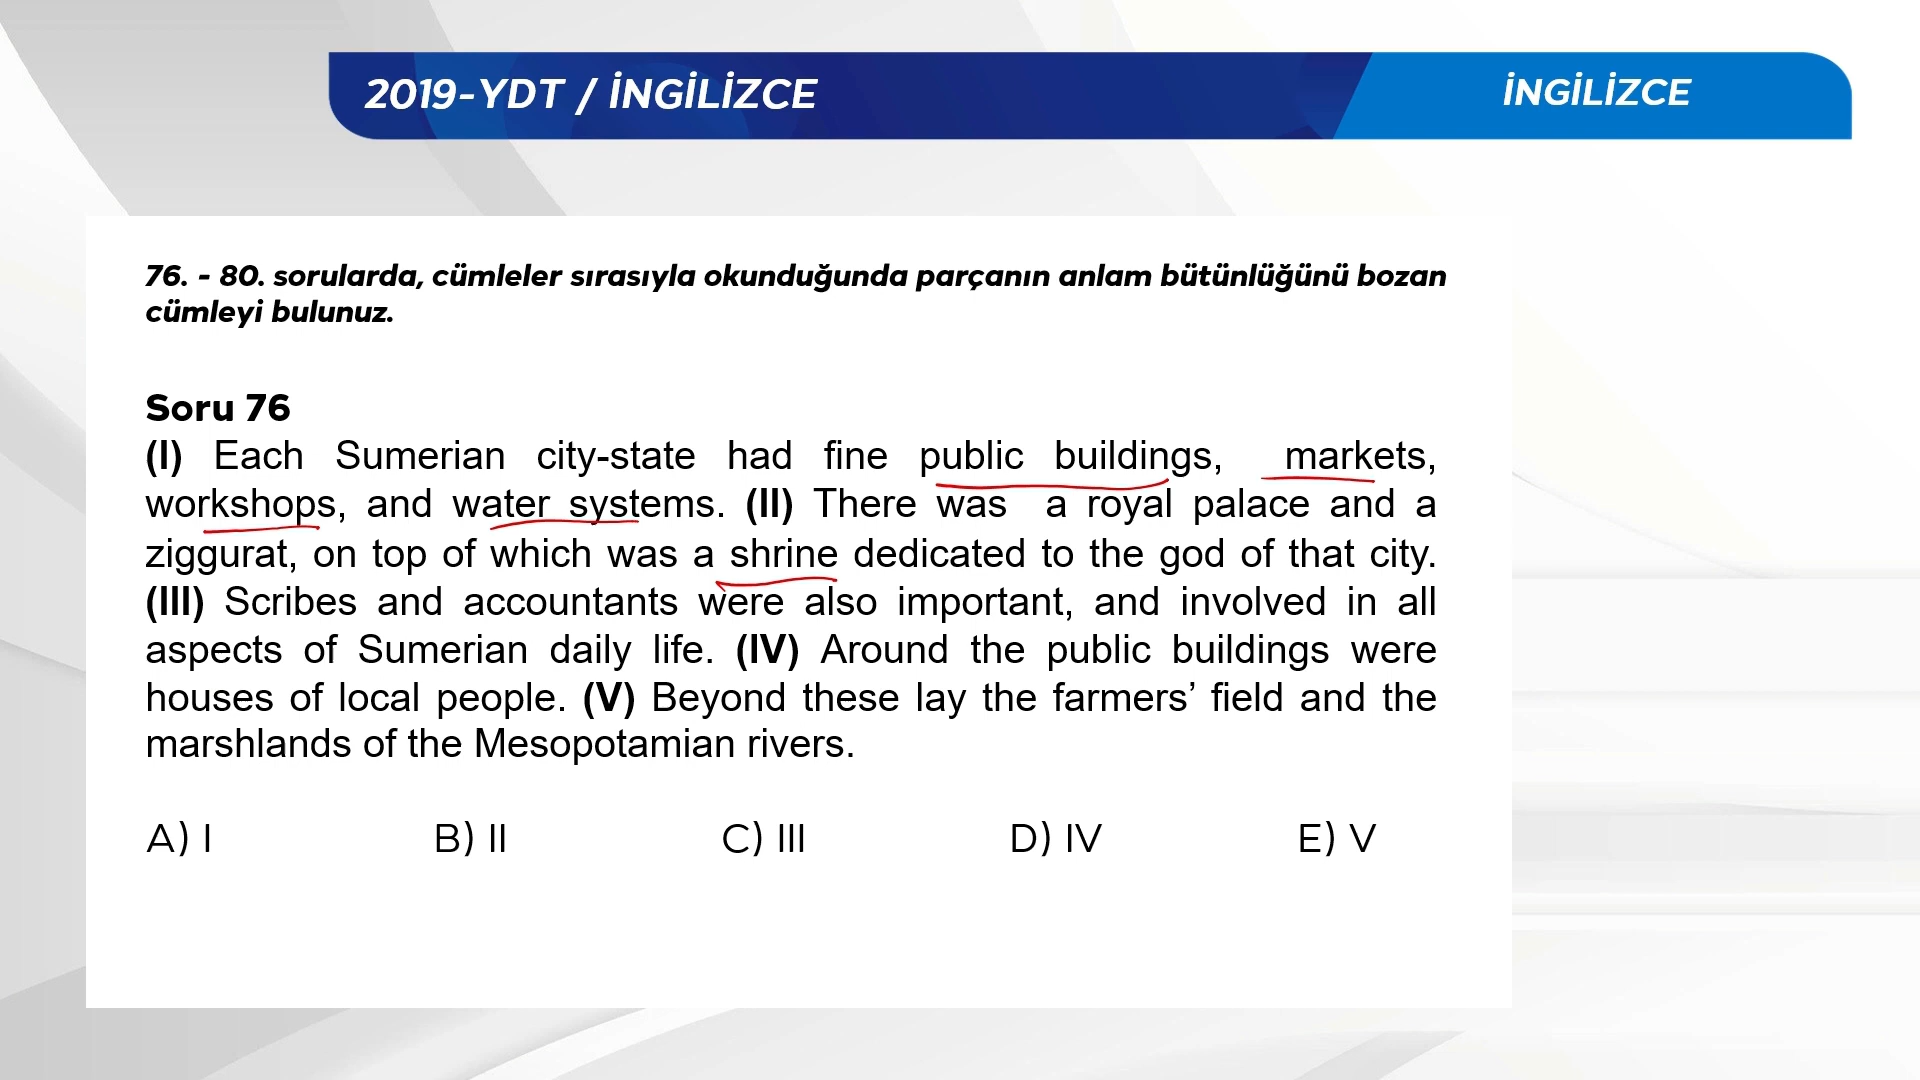 2019-YDT / İNGİLİZCE
İNGİLİZCE
76. - 80. sorularda, cümleler sırasıyla okunduğunda parçanın anlam bütünlüğünü bozan
cümleyi bulunuz.
Soru 76
(I) Each Sumerian city-state had fine public buildings, markets,
workshops, and water systems. (II) There was a royal palace and a
ziggurat, on top of which was a shrine dedicated to the god of that city.
(III) Scribes and accountants were also important, and involved in all
aspects of Sumerian daily life. (IV) Around the public buildings were
houses of local people. (V) Beyond these lay the farmers’ field and the
marshlands of the Mesopotamian rivers.
A) I B) II C) III D) IV E) V